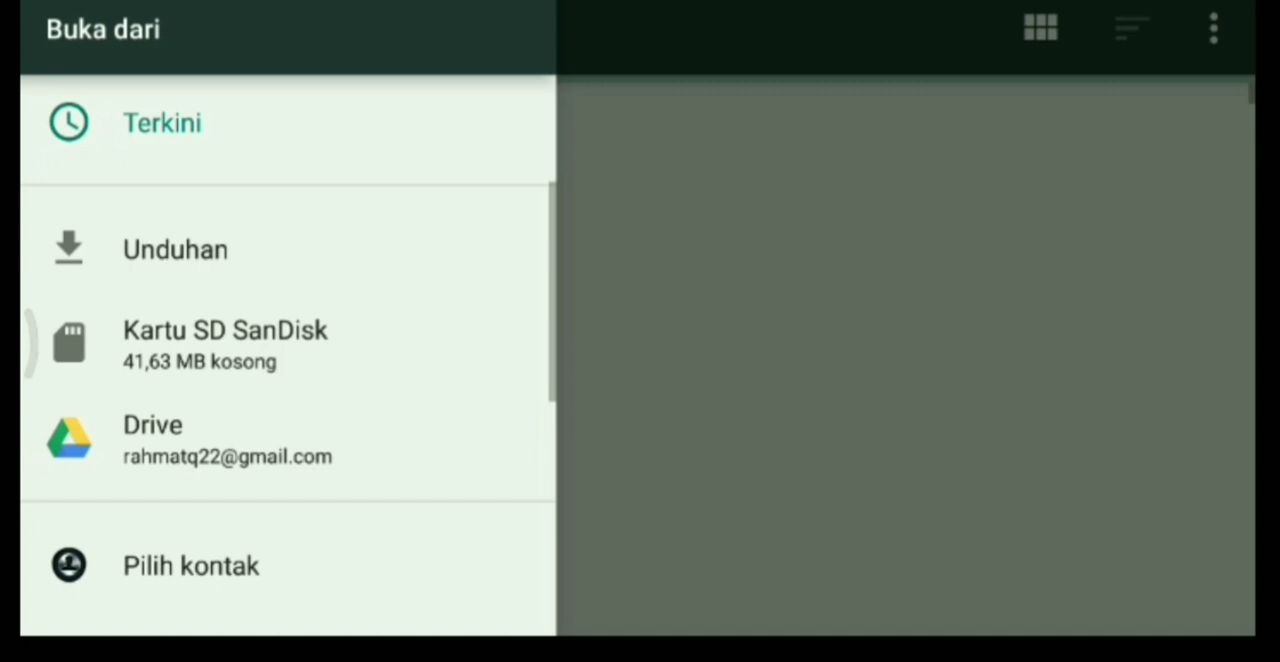 Buka dari
Terkini
Unduhan
Kartu SD SanDisk
41,63 MB kosong
Drive
rahmatq22@gmail.com
Pilih kontak